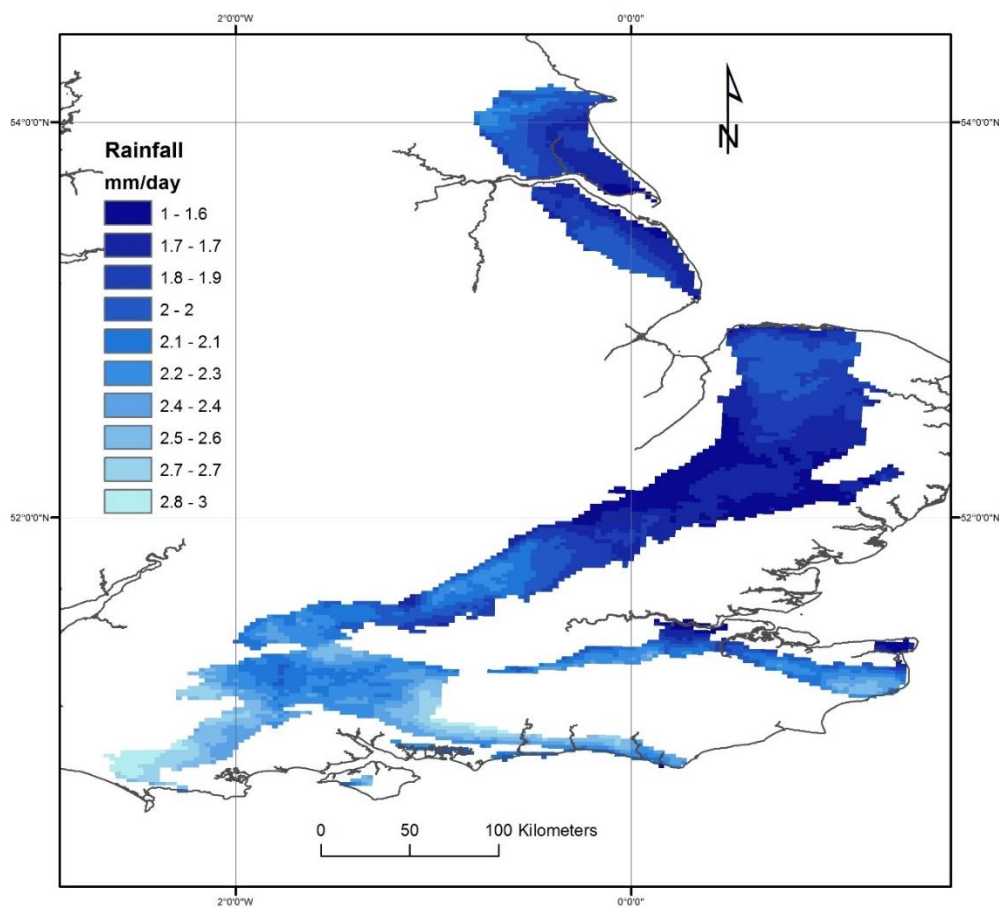 2°0'0"W
0°0'0"
54°0'0"N
54°0'0"N
N
Rainfall
mm/day
1 - 1.6
1.7 - 1.7
1.8 - 1.9
2 - 2
2.1 - 2.1
2.2 - 2.3
2.4 - 2.4
2.5 - 2.6
2.7 - 2.7
2.8 - 3
52°0'0"N
52°0'0"N
0
50
100 Kilometers
2°0'0"W
0°0'0"